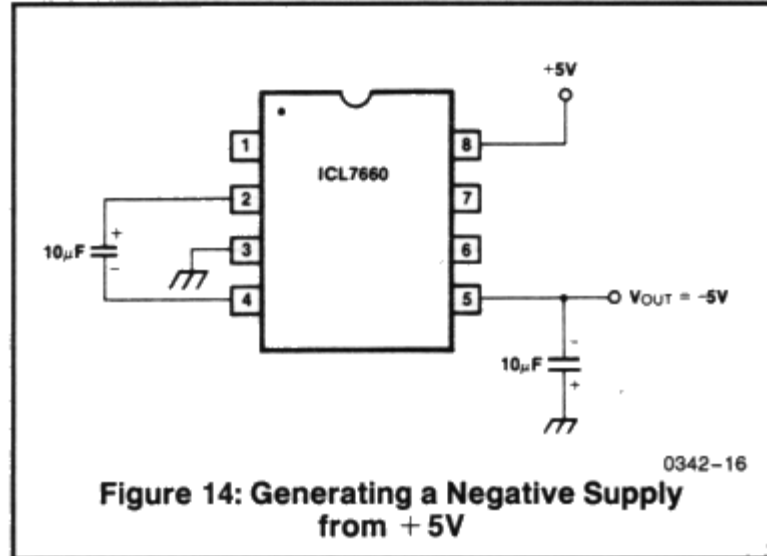 +5V
1
8
ICL7660
2
7
10µF
+
-
3
6
4
5
VOUT = -5V
10µF
-
+
0342-16
Figure 14: Generating a Negative Supply
from + 5V